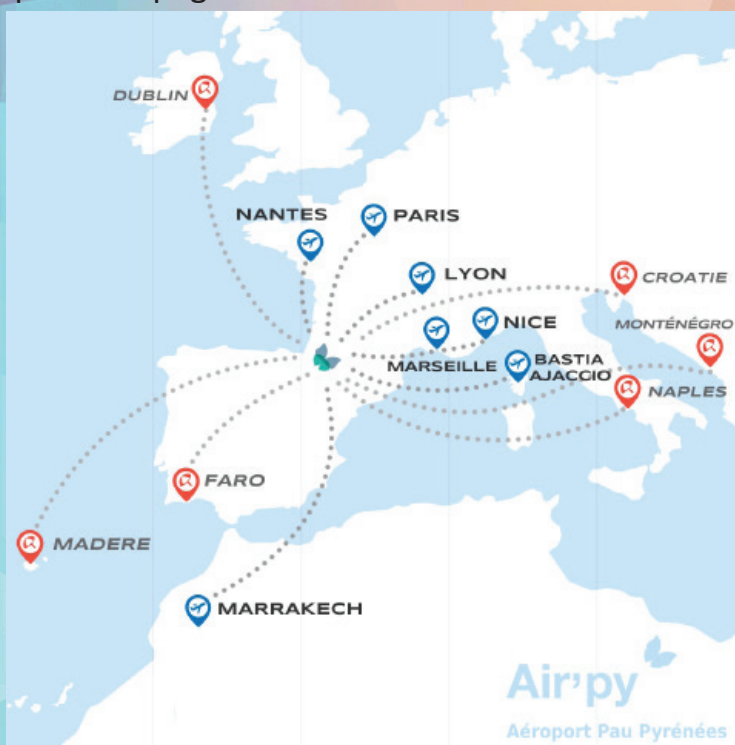 DUBLIN
NANTES
PARIS
LYON
CROATIE
NICE
MONTÉNÉGRO
MARSEILLE
BASTIA
AJACCIO
NAPLES
FARO
MADERE
MARRAKECH
Air'py
Aéroport Pau Pyrénées